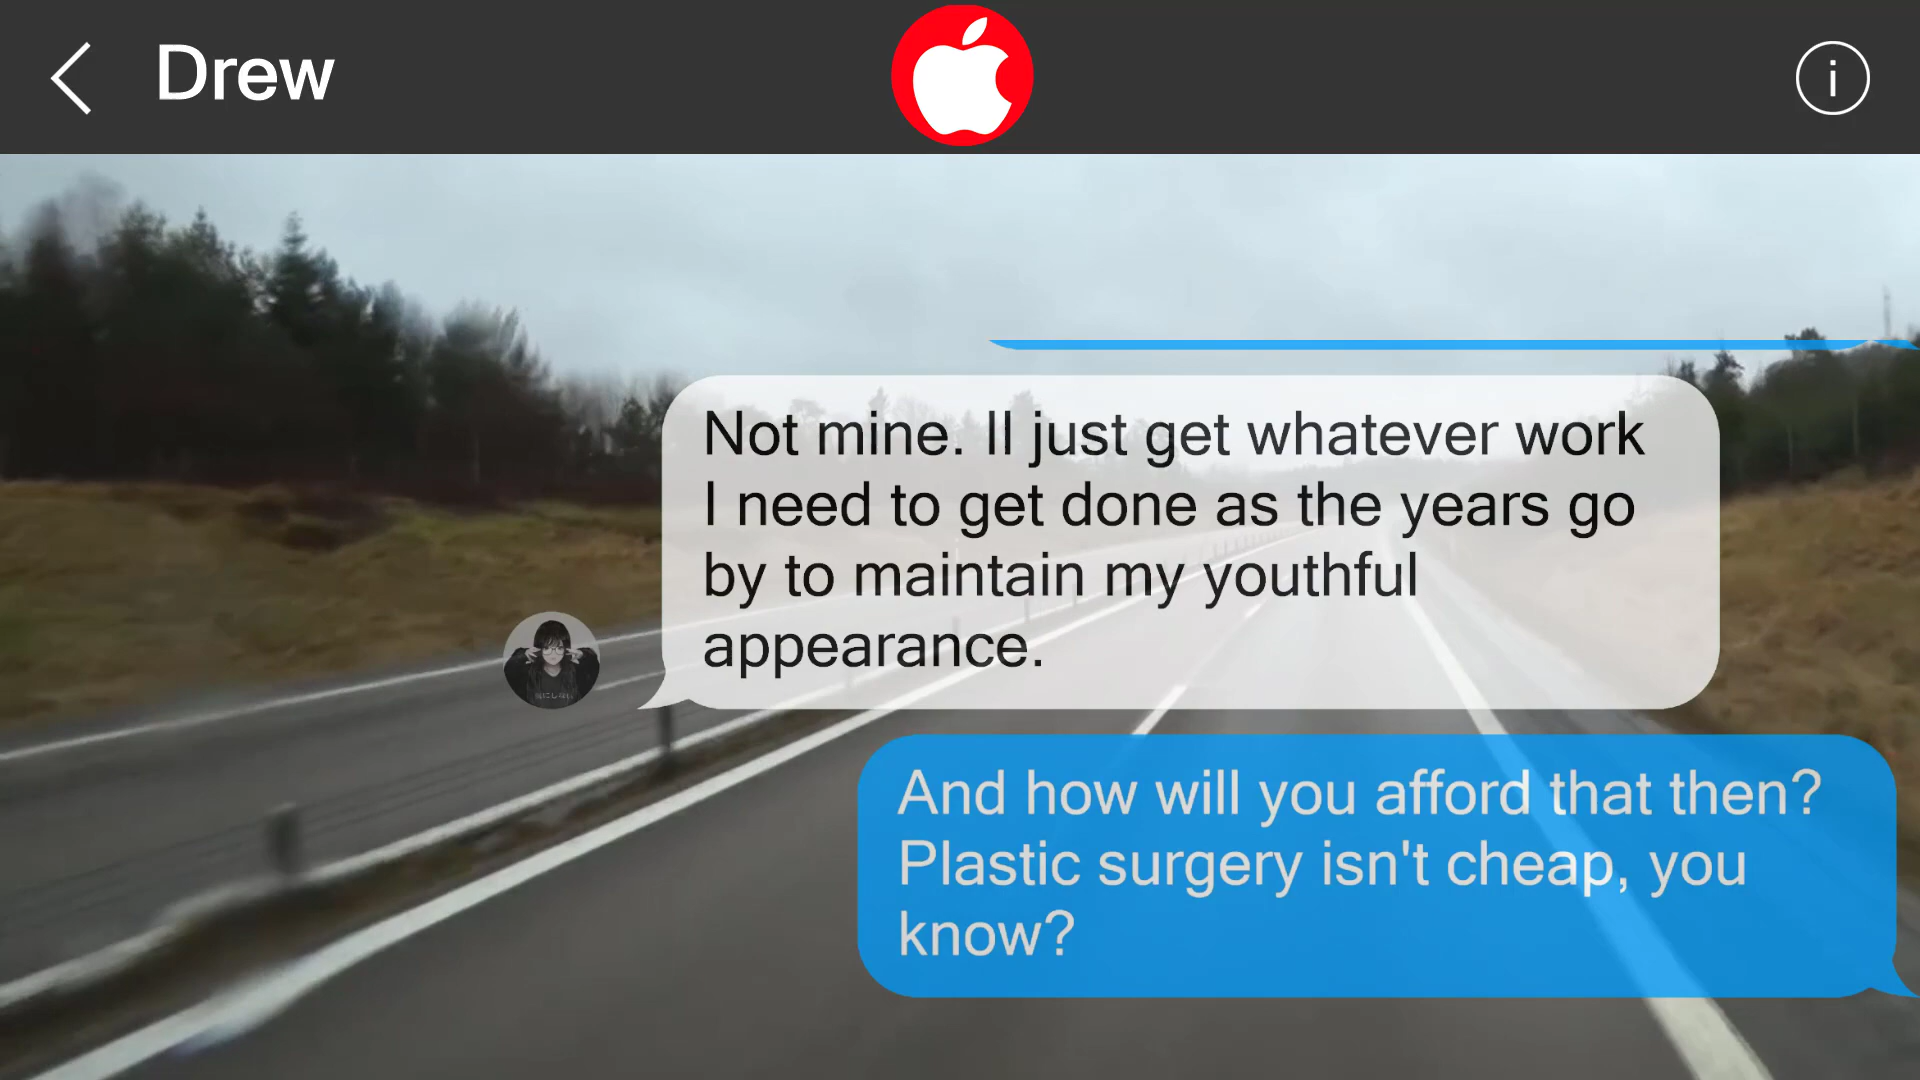 Drew
Not mine. II just get whatever work
I need to get done as the years go
by to maintain my youthful
appearance.
And how will you afford that then?
Plastic surgery isn't cheap, you
know?